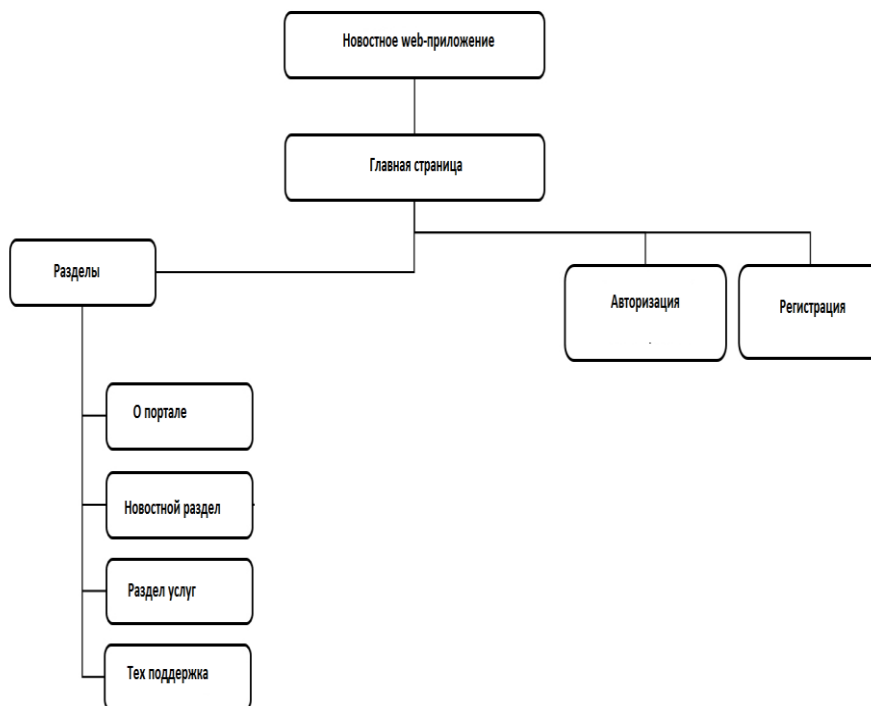 Новостное web-приложение
Главная страница
Разделы
Авторизация
Регистрация
О портале
Новостной раздел
Раздел услуг
Тех поддержка